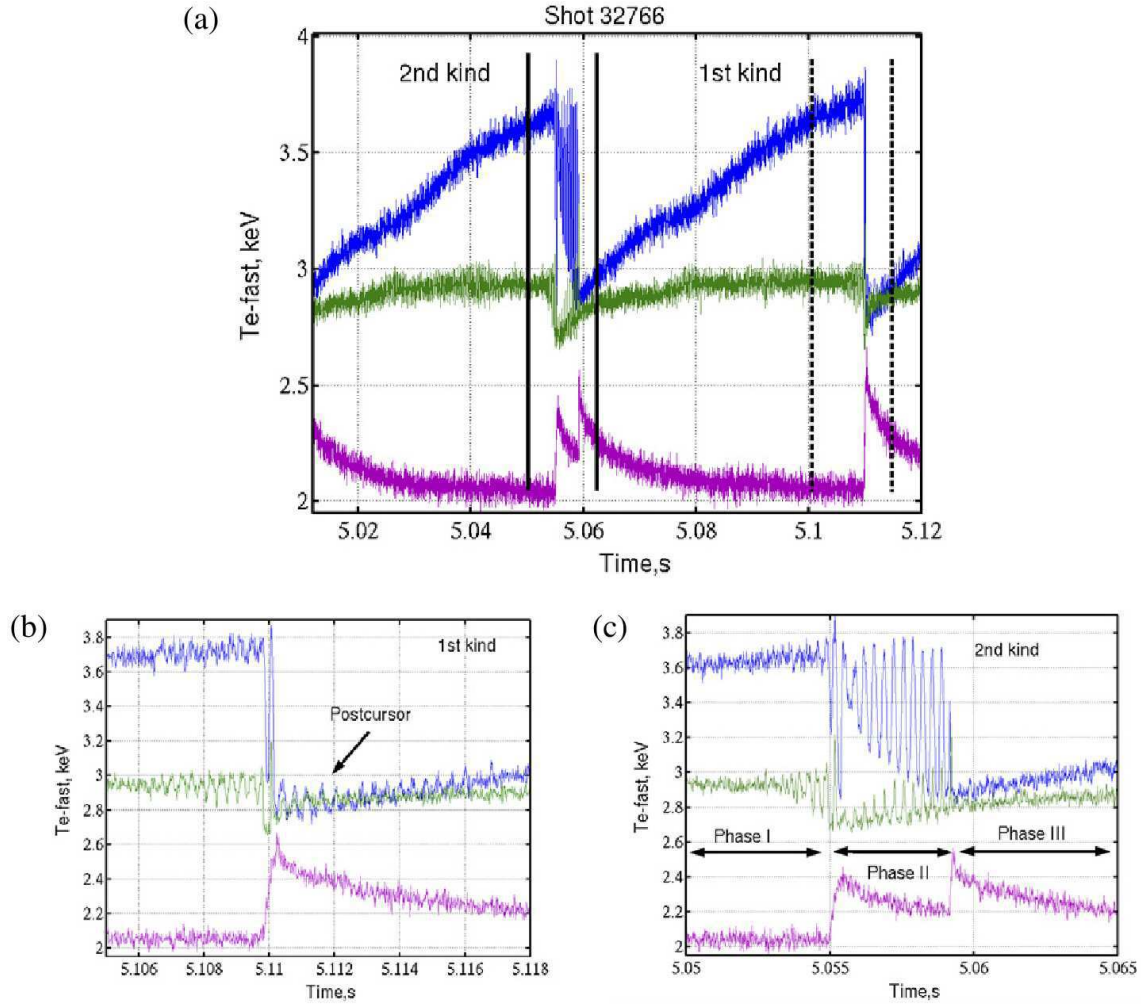 (a)
Shot 32766
4
3.5
3
2.5
2
Te-fast, keV
2nd kind
1st kind
5.02 5.04 5.06 5.08 5.1 5.12
Time,s
(b)
3.8
3.6
3.4
3.2
3
2.8
2.6
2.4
2.2
2
Te-fast, keV
1st kind
Postcursor
5.106 5.108 5.11 5.112 5.114 5.116 5.118
Time,s
(c)
3.8
3.6
3.4
3.2
3
2.8
2.6
2.4
2.2
2
Te-fast, keV
2nd kind
Phase I
Phase II
Phase III
5.05 5.055 5.06 5.065
Time,s